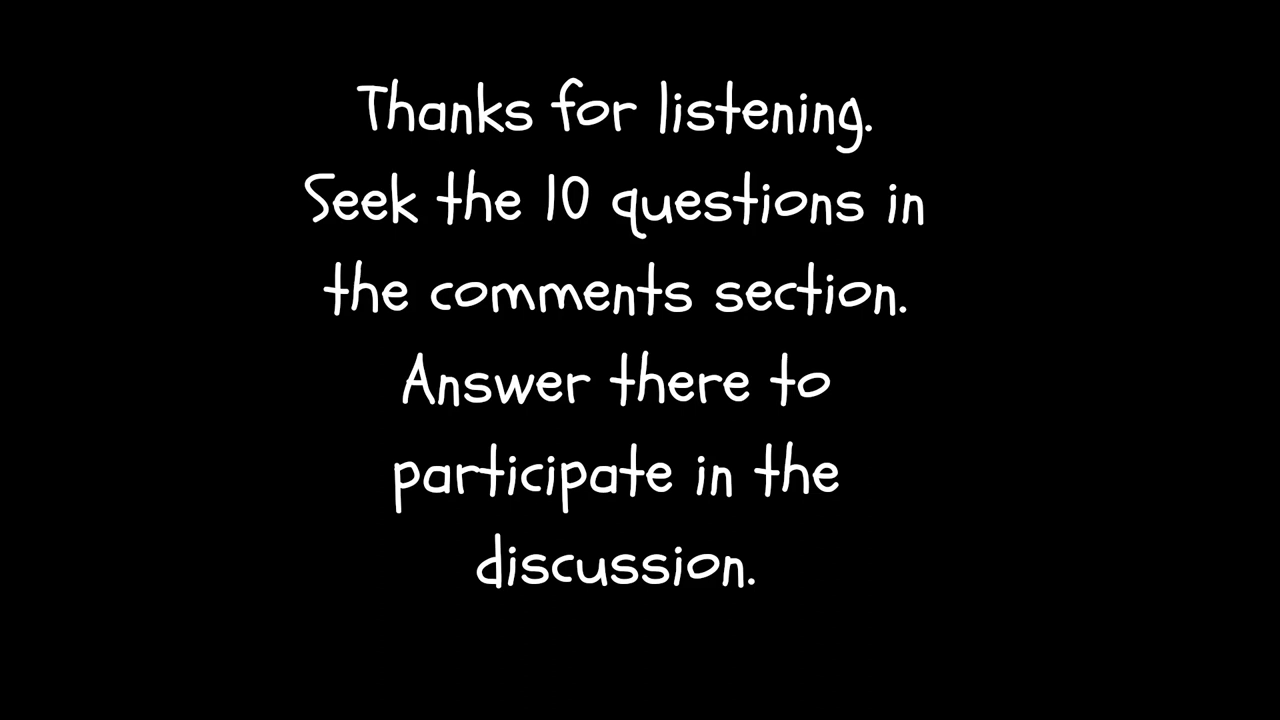 Thanks for listening.
Seek the 10 questions in
the comments section.
Answer there to
participate in the
discussion.